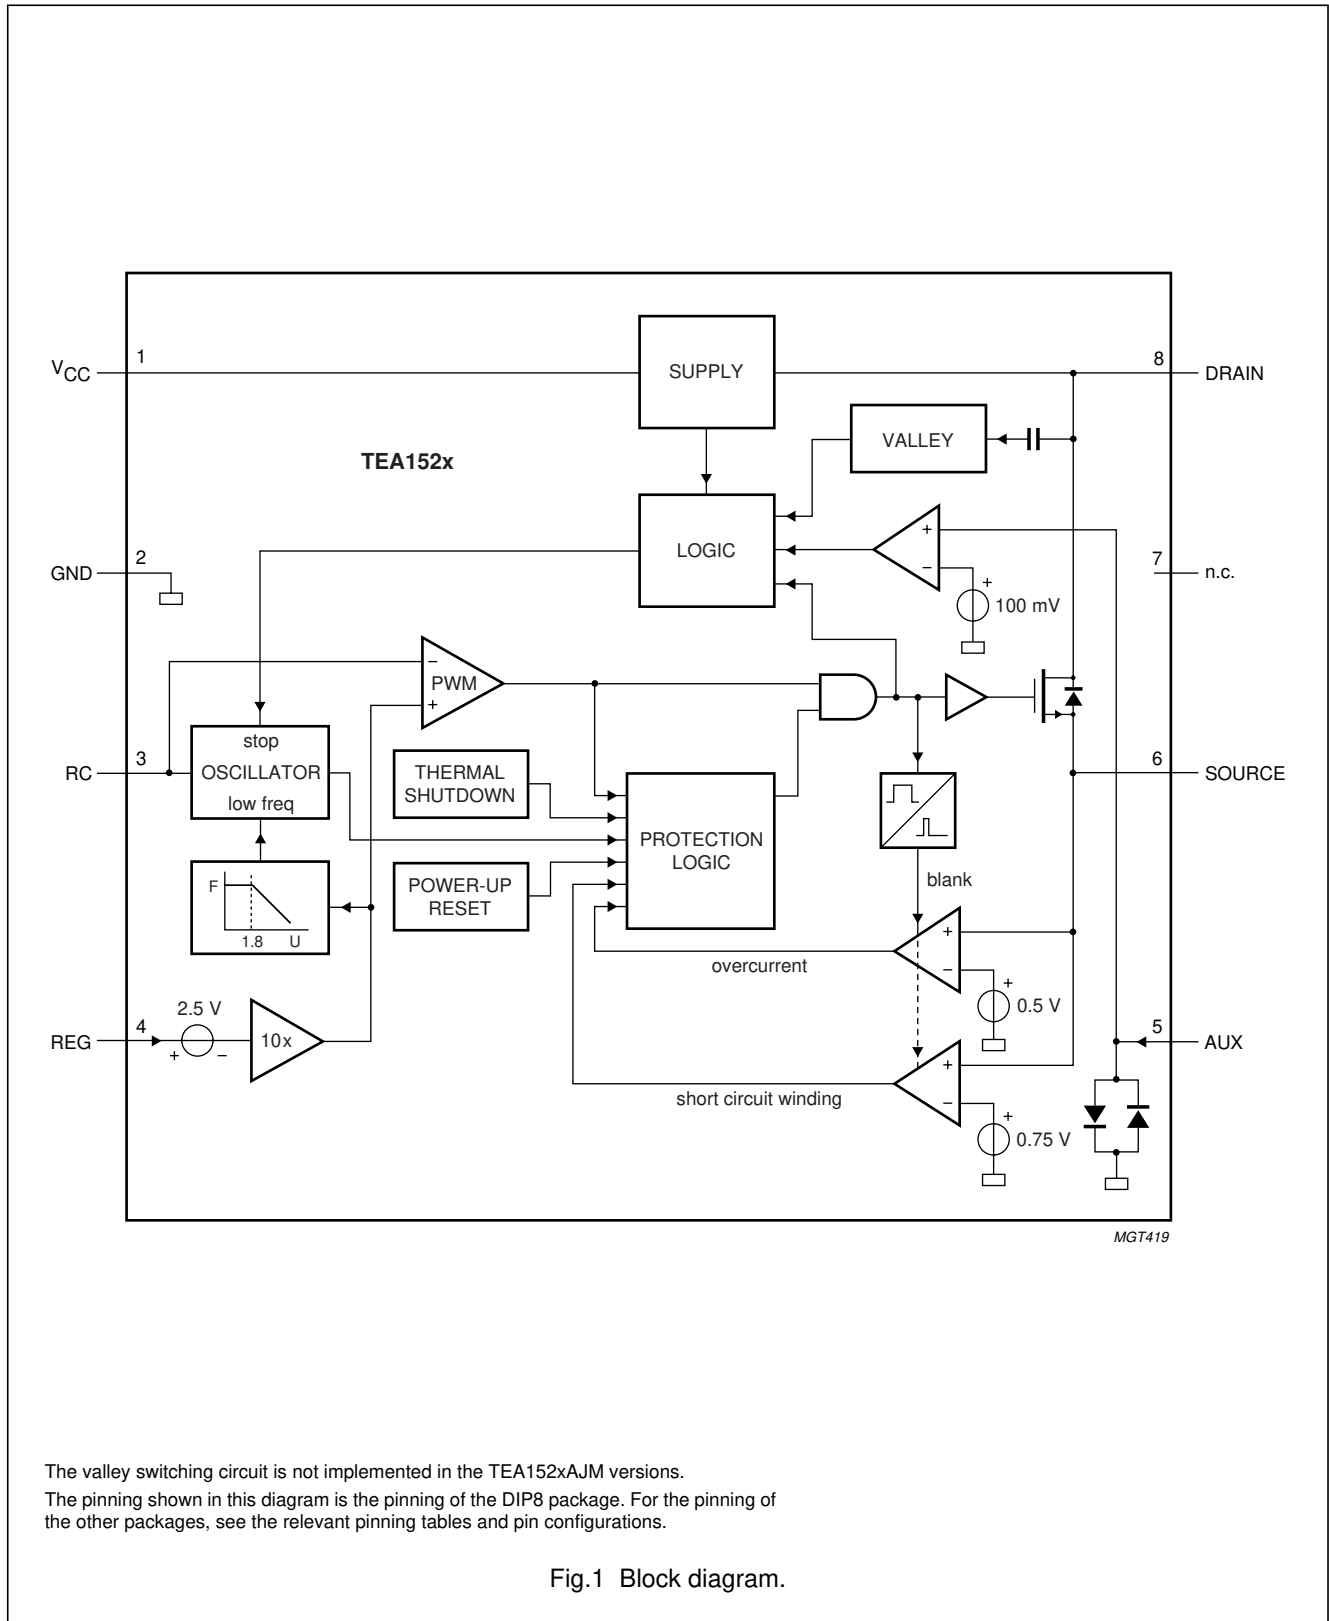 SUPPLY
1
V_CC
8
DRAIN
VALLEY
TEA152x
+
LOGIC
2
GND
7
n.c.
−
+
100 mV
−
PWM
+
stop
3
RC
OSCILLATOR
low freq
THERMAL
SHUTDOWN
6
SOURCE
PROTECTION
LOGIC
POWER-UP
RESET
F
1.8 U
blank
+
−
overcurrent
+
0.5 V
2.5 V
4
REG
+ −
10x
5
AUX
+
−
short circuit winding
+
0.75 V
MGT419
The valley switching circuit is not implemented in the TEA152xAJM versions.
The pinning shown in this diagram is the pinning of the DIP8 package. For the pinning of
the other packages, see the relevant pinning tables and pin configurations.
Fig.1 Block diagram.